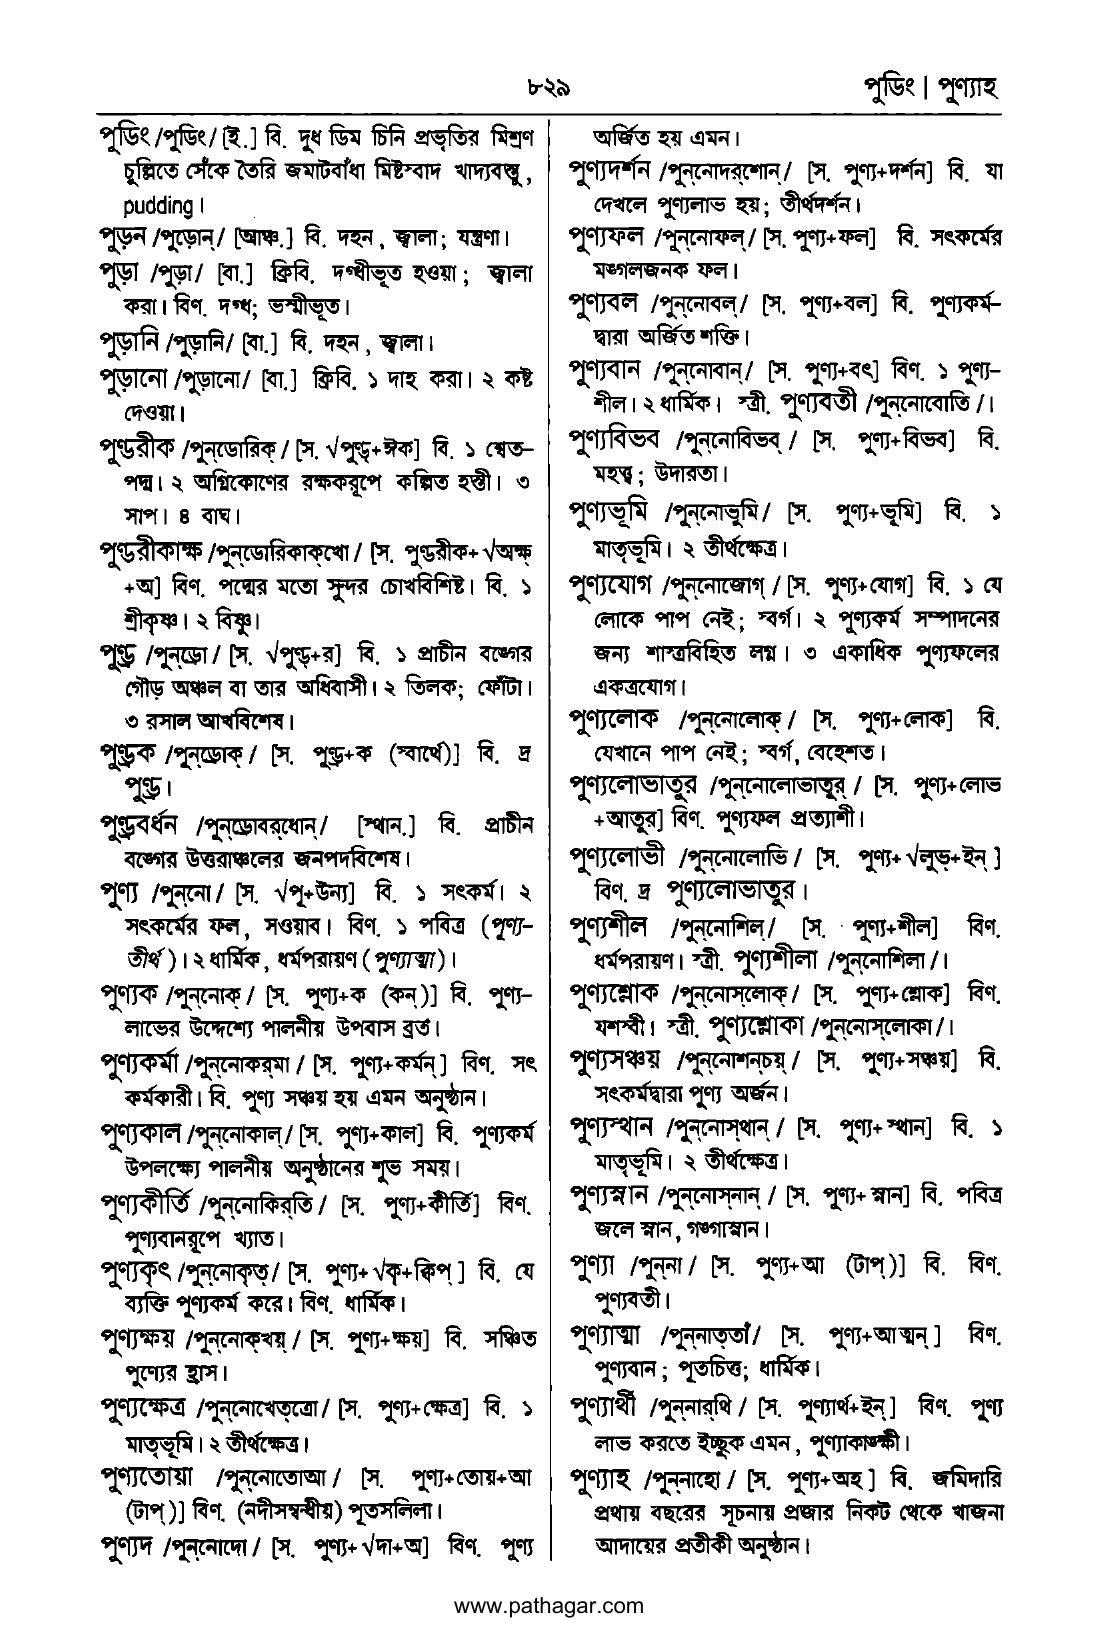 ৮২৯
পুডিং | পুণ্যাহ
পুডিং /পুডিং/ [ই.] বি. দুধ ডিম চিনি প্রভৃতির মিশ্রণ
চুল্লিতে সেঁকে তৈরি জমাটবাঁধা মিষ্টস্বাদ খাদ্যবস্তু,
pudding।
পুড়ন /পুড়োন্/ [আঞ্চ.] বি. দহন, জ্বালা; যন্ত্রণা।
পুড়া /পুড়া/ [বা.] ক্রিবি. দগ্ধীভূত হওয়া; জ্বালা
করা। বিণ. দগ্ধ; ভস্মীভূত।
পুড়ানি /পুড়ানি/ [বা.] বি. দহন, জ্বালা।
পুড়ানো /পুড়ানো/ [বা.] ক্রিবি. ১ দাহ করা। ২ কষ্ট
দেওয়া।
পুণ্ডরীক /পুন্‌ডোরিক্/ [স. √পুণ্ড্+ঈক] বি. ১ শ্বেত–
পদ্ম। ২ অগ্নিকোণের রক্ষকরূপে কল্পিত হস্তী। ৩
সাপ। ৪ বাঘ।
পুণ্ডরীকাক্ষ /পুন্‌ডোরিকাক্‌খো/ [স. পুণ্ডরীক+√অক্ষ্
+অ] বিণ. পদ্মের মতো সুন্দর চোখবিশিষ্ট। বি. ১
শ্রীকৃষ্ণ। ২ বিষ্ণু।
পুণ্ড্র /পুন্‌ড্রো/ [স. √পুণ্ড্+র] বি. ১ প্রাচীন বঙ্গের
গৌড় অঞ্চল বা তার অধিবাসী। ২ তিলক; ফোঁটা।
৩ রসাল আখবিশেষ।
পুণ্ড্রক /পুন্‌ড্রোক্/ [স. পুণ্ড্র+ক (স্বার্থে)] বি. দ্র
পুণ্ড্র।
পুণ্ড্রবর্ধন /পুন্‌ড্রোবর্‌ধোন্/ [স্থান.] বি. প্রাচীন
বঙ্গের উত্তরাঞ্চলের জনপদবিশেষ।
পুণ্য /পুন্‌নো/ [স. √পূ+উন্য] বি. ১ সৎকর্ম। ২
সৎকর্মের ফল, সওয়াব। বিণ. ১ পবিত্র (পুণ্য–
তীর্থ)। ২ ধার্মিক, ধর্মপরায়ণ (পুণ্যাত্মা)।
পুণ্যক /পুন্‌নোক্/ [স. পুণ্য+ক (কন্)] বি. পুণ্য–
লাভের উদ্দেশ্যে পালনীয় উপবাস ব্রত।
পুণ্যকর্মা /পুন্‌নোকর্‌মা/ [স. পুণ্য+কর্মন্] বিণ. সৎ
কর্মকারী। বি. পুণ্য সঞ্চয় হয় এমন অনুষ্ঠান।
পুণ্যকাল /পুন্‌নোকাল্/ [স. পুণ্য+কাল] বি. পুণ্যকর্ম
উপলক্ষ্যে পালনীয় অনুষ্ঠানের শুভ সময়।
পুণ্যকীর্তি /পুন্‌নোকির্‌তি/ [স. পুণ্য+কীর্তি] বিণ.
পুণ্যবানরূপে খ্যাত।
পুণ্যকৃৎ /পুন্‌নোকৃত্/ [স. পুণ্য+√কৃ+ক্বিপ্] বি. যে
ব্যক্তি পুণ্যকর্ম করে। বিণ. ধার্মিক।
পুণ্যক্ষয় /পুন্‌নোক্‌খয়্/ [স. পুণ্য+ক্ষয়] বি. সঞ্চিত
পুণ্যের হ্রাস।
পুণ্যক্ষেত্র /পুন্‌নোখেত্‌ত্রো/ [স. পুণ্য+ক্ষেত্র] বি. ১
মাতৃভূমি। ২ তীর্থক্ষেত্র।
পুণ্যতোয়া /পুন্‌নোতোআ/ [স. পুণ্য+তোয়+আ
(টাপ্)] বিণ. (নদীসম্বন্ধীয়) পূতসলিলা।
পুণ্যদ /পুন্‌নোদো/ [স. পুণ্য+√দা+অ] বিণ. পুণ্য
অর্জিত হয় এমন।
পুণ্যদর্শন /পুন্‌নোদর্‌শোন্/ [স. পুণ্য+দর্শন] বি. যা
দেখলে পুণ্যলাভ হয়; তীর্থদর্শন।
পুণ্যফল /পুন্‌নোফল্/ [স. পুণ্য+ফল] বি. সৎকর্মের
মঙ্গলজনক ফল।
পুণ্যবল /পুন্‌নোবল্/ [স. পুণ্য+বল] বি. পুণ্যকর্ম–
দ্বারা অর্জিত শক্তি।
পুণ্যবান /পুন্‌নোবান্/ [স. পুণ্য+বৎ] বিণ. ১ পুণ্য–
শীল। ২ ধার্মিক। স্ত্রী. পুণ্যবতী /পুন্‌নোবোতি/।
পুণ্যবিভব /পুন্‌নোবিভব্/ [স. পুণ্য+বিভব] বি.
মহত্ত্ব; উদারতা।
পুণ্যভূমি /পুন্‌নোভুমি/ [স. পুণ্য+ভূমি] বি. ১
মাতৃভূমি। ২ তীর্থক্ষেত্র।
পুণ্যযোগ /পুন্‌নোজোগ্/ [স. পুণ্য+যোগ] বি. ১ যে
লোকে পাপ নেই; স্বর্গ। ২ পুণ্যকর্ম সম্পাদনের
জন্য শাস্ত্রবিহিত লগ্ন। ৩ একাধিক পুণ্যফলের
একত্রযোগ।
পুণ্যলোক /পুন্‌নোলোক্/ [স. পুণ্য+লোক] বি.
যেখানে পাপ নেই; স্বর্গ, বেহেশত।
পুণ্যলোভাতুর /পুন্‌নোলোভাতুর্/ [স. পুণ্য+লোভ
+আতুর] বিণ. পুণ্যফল প্রত্যাশী।
পুণ্যলোভী /পুন্‌নোলোভি/ [স. পুণ্য+√লুভ্+ইন্]
বিণ. দ্র পুণ্যলোভাতুর।
পুণ্যশীল /পুন্‌নোশিল্/ [স. পুণ্য+শীল] বিণ.
ধর্মপরায়ণ। স্ত্রী. পুণ্যশীলা /পুন্‌নোশিলা/।
পুণ্যশ্লোক /পুন্‌নোস্‌লোক্/ [স. পুণ্য+শ্লোক] বিণ.
যশস্বী। স্ত্রী. পুণ্যশ্লোকা /পুন্‌নোস্‌লোকা/।
পুণ্যসঞ্চয় /পুন্‌নোশন্‌চয়্/ [স. পুণ্য+সঞ্চয়] বি.
সৎকর্মদ্বারা পুণ্য অর্জন।
পুণ্যস্থান /পুন্‌নোস্‌থান্/ [স. পুণ্য+স্থান] বি. ১
মাতৃভূমি। ২ তীর্থক্ষেত্র।
পুণ্যস্নান /পুন্‌নোস্‌নান্/ [স. পুণ্য+স্নান] বি. পবিত্র
জলে স্নান, গঙ্গাস্নান।
পুণ্যা /পুন্‌না/ [স. পুণ্য+আ (টাপ্)] বি. বিণ.
পুণ্যবতী।
পুণ্যাত্মা /পুন্‌নাত্‌তাঁ/ [স. পুণ্য+আত্মন্] বিণ.
পুণ্যবান; পূতচিত্ত; ধার্মিক।
পুণ্যার্থী /পুন্‌নার্‌থি/ [স. পুণ্যার্থ+ইন্] বিণ. পুণ্য
লাভ করতে ইচ্ছুক এমন, পুণ্যাকাঙ্ক্ষী।
পুণ্যাহ /পুন্‌নাহো/ [স. পুণ্য+অহ] বি. জমিদারি
প্রথায় বছরের সূচনায় প্রজার নিকট থেকে খাজনা
আদায়ের প্রতীকী অনুষ্ঠান।
www.pathagar.com